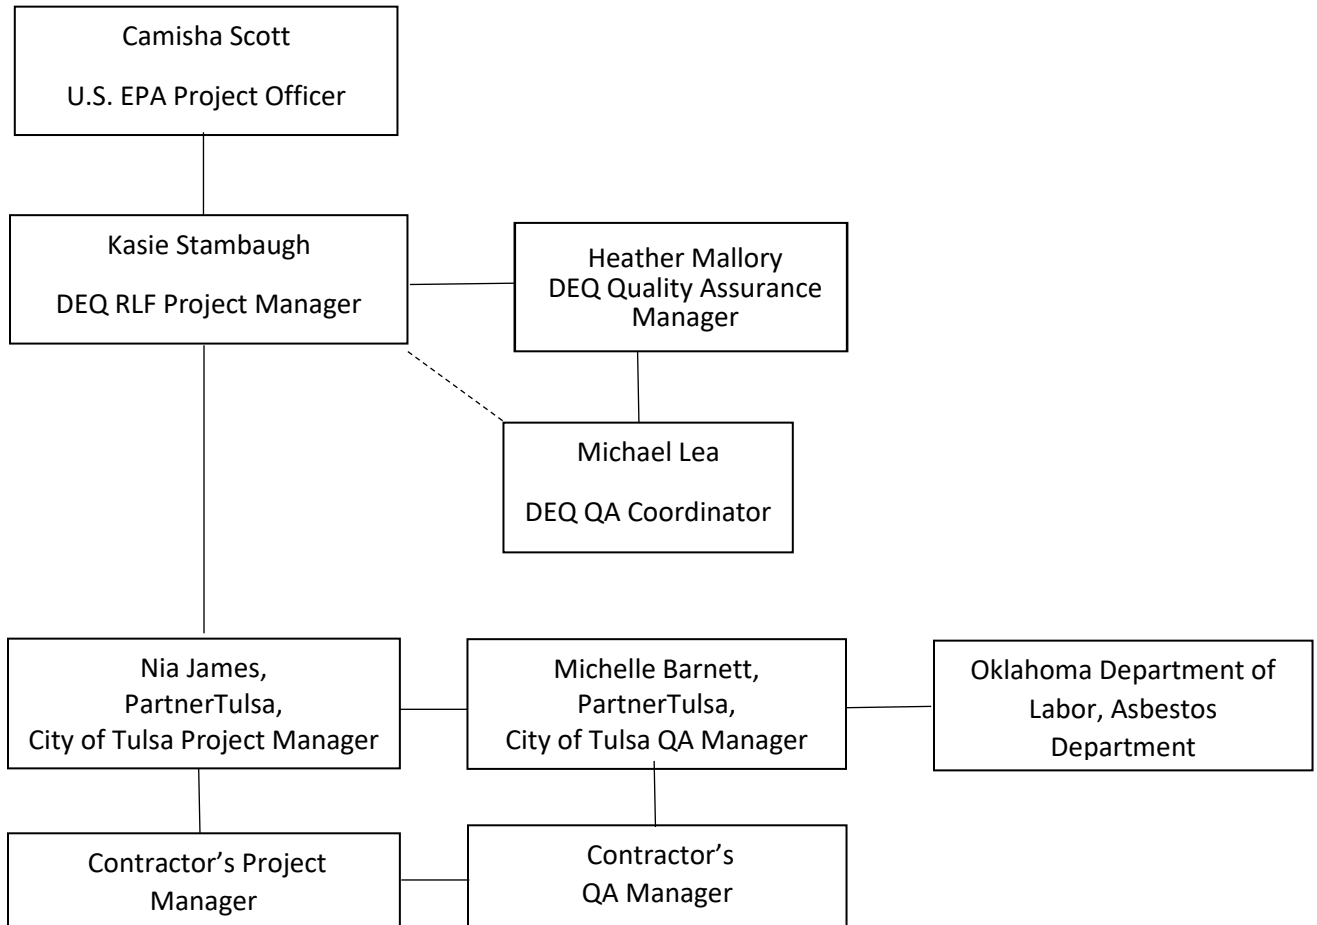 Camisha Scott
U.S. EPA Project Officer
Kasie Stambaugh
DEQ RLF Project Manager
Heather Mallory
DEQ Quality Assurance
Manager
Michael Lea
DEQ QA Coordinator
Nia James,
PartnerTulsa,
City of Tulsa Project Manager
Michelle Barnett,
PartnerTulsa,
City of Tulsa QA Manager
Oklahoma Department of
Labor, Asbestos
Department
Contractor’s Project
Manager
Contractor’s
QA Manager